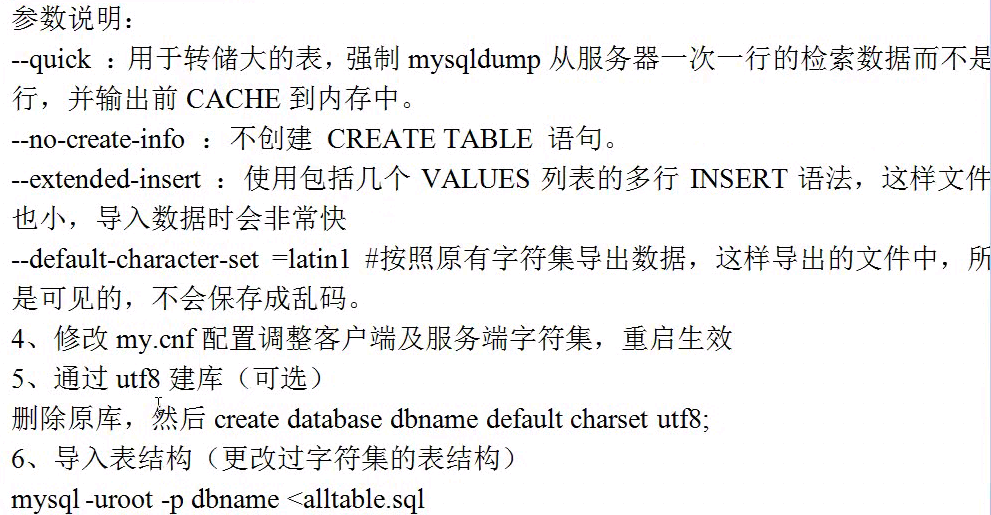 参数说明：
--quick ：用于转储大的表，强制 mysqldump 从服务器一次一行的检索数据而不是
行，并输出前 CACHE 到内存中。
--no-create-info ：不创建 CREATE TABLE 语句。
--extended-insert ：使用包括几个 VALUES 列表的多行 INSERT 语法，这样文件
也小，导入数据时会非常快
--default-character-set =latin1 #按照原有字符集导出数据，这样导出的文件中，所
是可见的，不会保存成乱码。
4、修改 my.cnf 配置调整客户端及服务端字符集，重启生效
5、通过 utf8 建库（可选）
删除原库，然后 create database dbname default charset utf8;
6、导入表结构（更改过字符集的表结构）
mysql -uroot -p dbname <alltable.sql